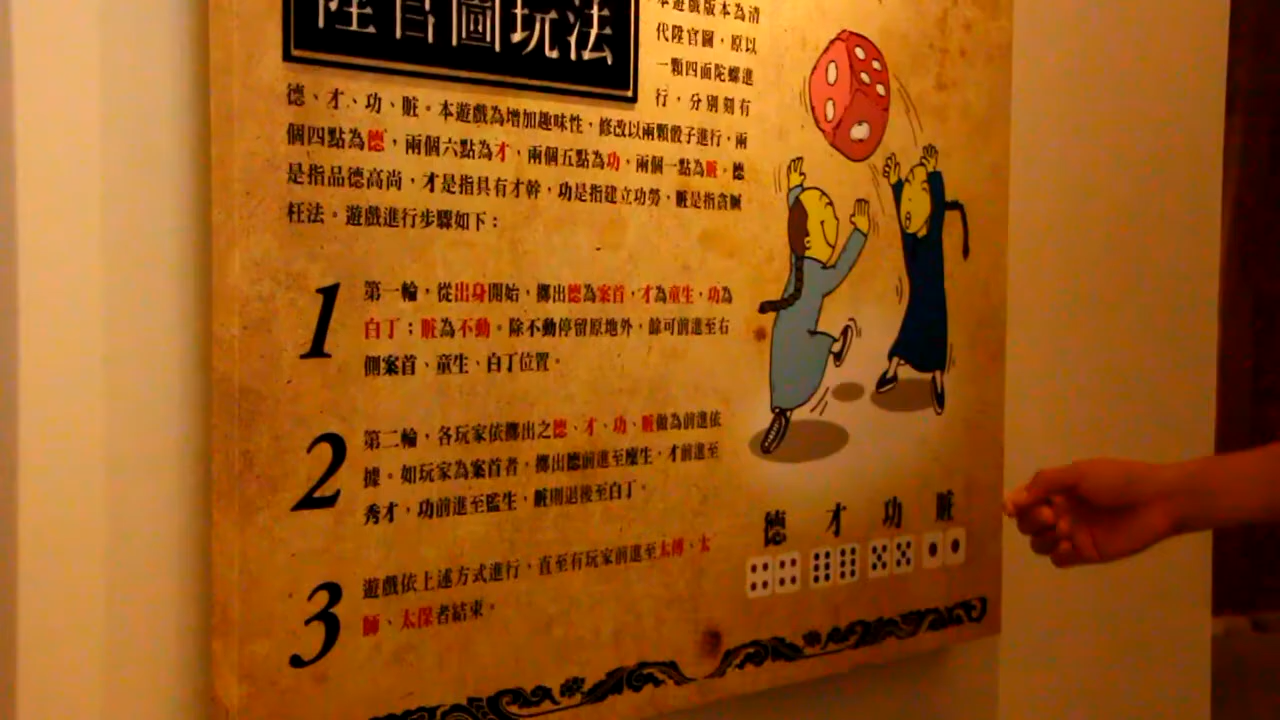 陞官圖玩法
本遊戲版本為清
代陞官圖，原以
一顆四面陀螺進
行，分別刻有
德、才、功、賍。本遊戲為增加趣味性，修改以兩顆骰子進行，兩
個四點為德，兩個六點為才，兩個五點為功，兩個一點為賍。德
是指品德高尚，才是指具有才幹，功是指建立功勞，賍是指貪贓
枉法。遊戲進行步驟如下：
1
第一輪，從出身開始，擲出德為案首，才為童生，功為
白丁；賍為不動。除不動停留原地外，餘可前進至右
側案首、童生、白丁位置。
2
第二輪，各玩家依擲出之德、才、功、賍做為前進依
據。如玩家為案首者，擲出德前進至廩生，才前進至
秀才，功前進至監生，賍則退後至白丁。
3
遊戲依上述方式進行，直至有玩家前進至太傅、太
師、太保者結束。
德 才 功 賍